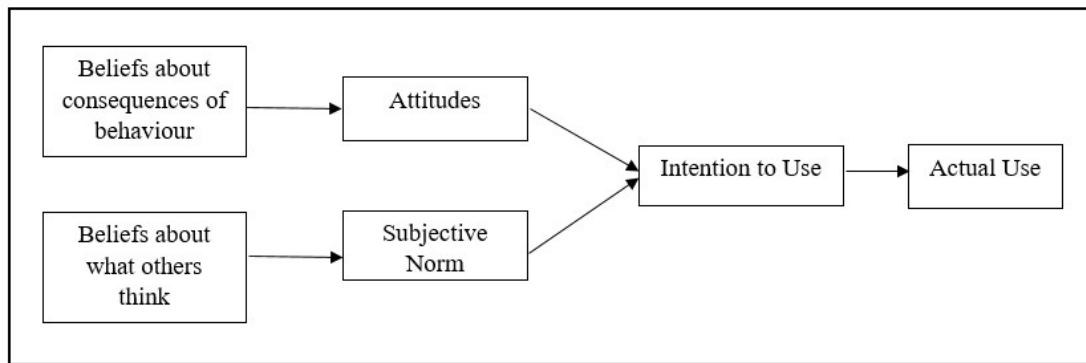 Beliefs about
consequences of
behaviour
Attitudes
Intention to Use
Actual Use
Beliefs about
what others
think
Subjective
Norm